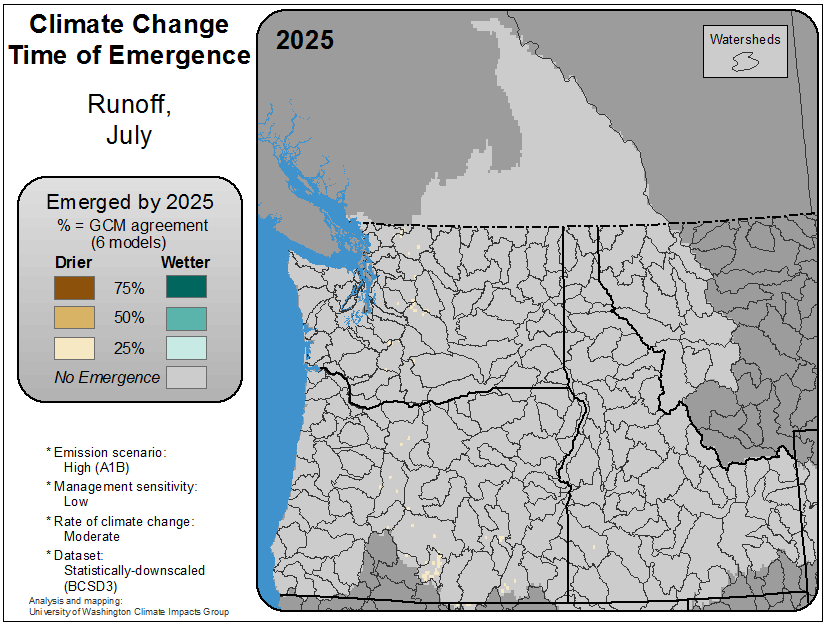 Climate Change
Time of Emergence
Runoff,
July
Emerged by 2025
% = GCM agreement
(6 models)
Drier Wetter
75%
50%
25%
No Emergence
* Emission scenario:
High (A1B)
* Management sensitivity:
Low
* Rate of climate change:
Moderate
* Dataset:
Statistically-downscaled
(BCSD3)
Analysis and mapping:
University of Washington Climate Impacts Group
2025
Watersheds